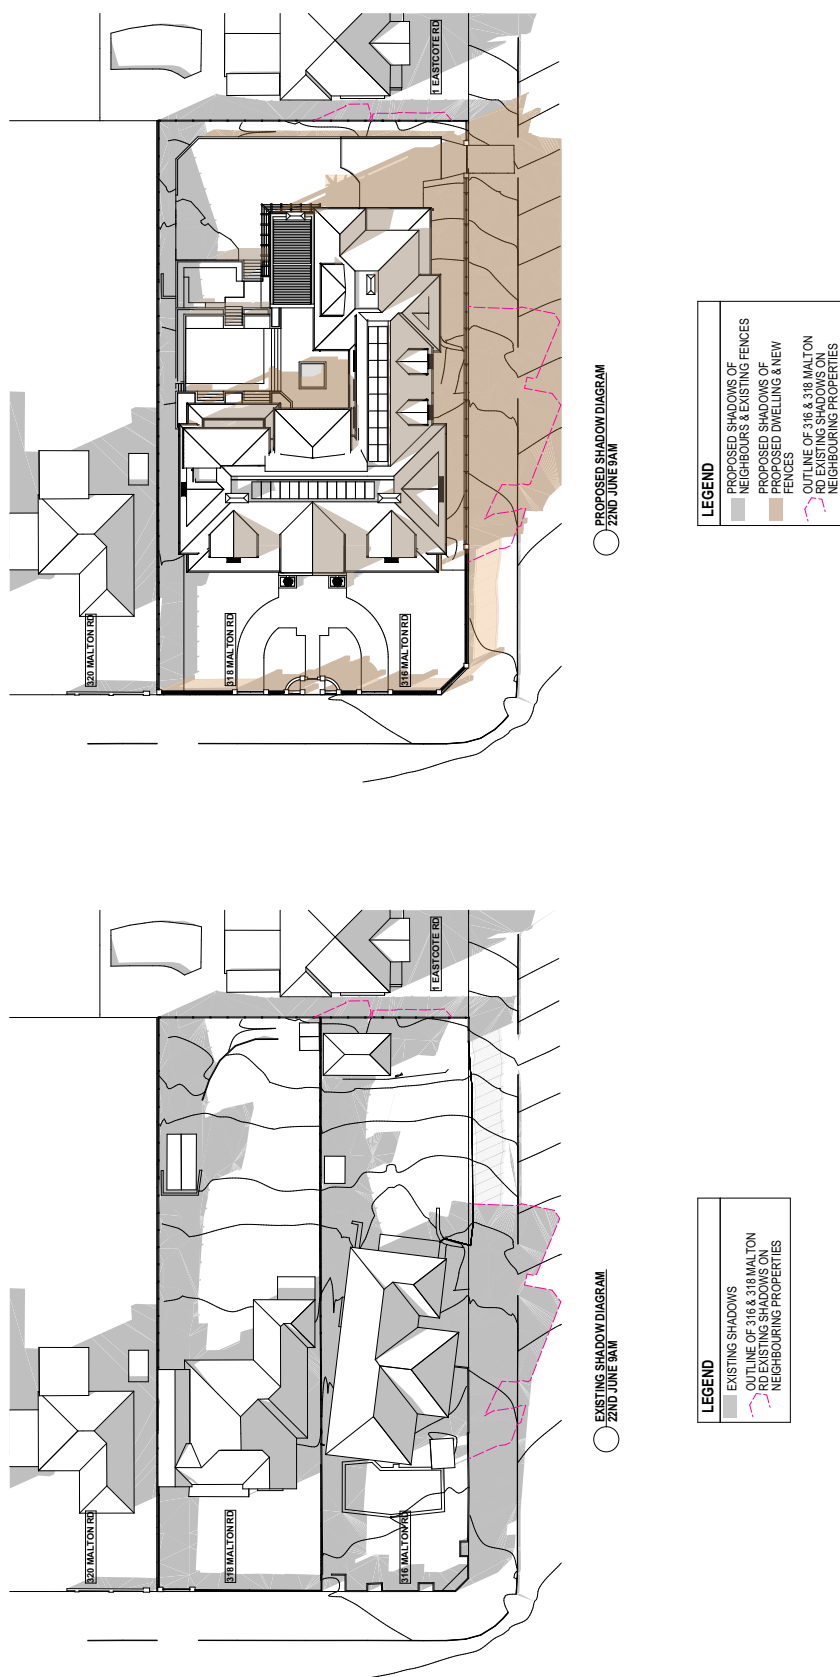 1 EASTCOTE RD
320 MALTON RD
318 MALTON RD
316 MALTON RD
PROPOSED SHADOW DIAGRAM
22ND JUNE 9AM
LEGEND
PROPOSED SHADOWS OF
NEIGHBOURS & EXISTING FENCES
PROPOSED SHADOWS OF
PROPOSED DWELLING & NEW
FENCES
OUTLINE OF 316 & 318 MALTON
RD EXISTING SHADOWS ON
NEIGHBOURING PROPERTIES
1 EASTCOTE RD
320 MALTON RD
318 MALTON RD
316 MALTON RD
EXISTING SHADOW DIAGRAM
22ND JUNE 9AM
LEGEND
EXISTING SHADOWS
OUTLINE OF 316 & 318 MALTON
RD EXISTING SHADOWS ON
NEIGHBOURING PROPERTIES